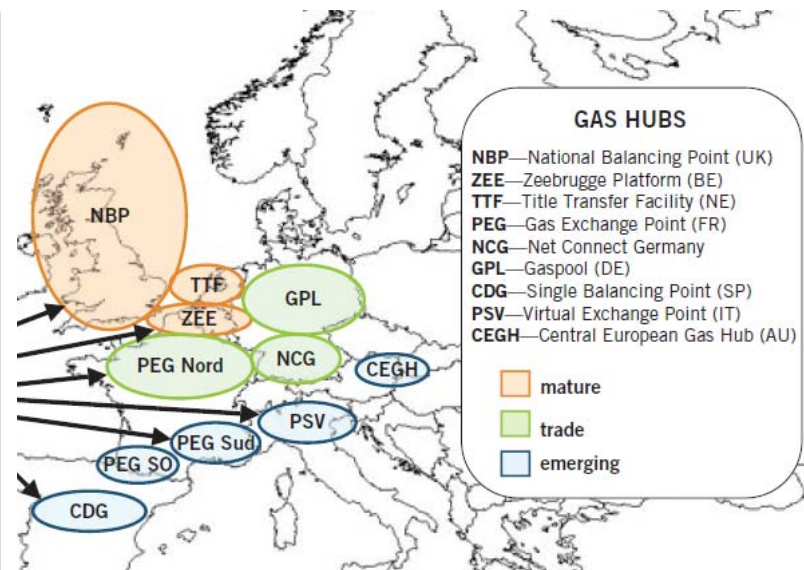 GAS HUBS
NBP—National Balancing Point (UK)
ZEE—Zeebrugge Platform (BE)
TTF—Title Transfer Facility (NE)
PEG—Gas Exchange Point (FR)
NCG—Net Connect Germany
GPL—Gaspool (DE)
CDG—Single Balancing Point (SP)
PSV—Virtual Exchange Point (IT)
CEGH—Central European Gas Hub (AU)
mature
trade
emerging
NBP
TTF
GPL
ZEE
PEG Nord
NCG
CEGH
PSV
PEG Sud
PEG SO
CDG